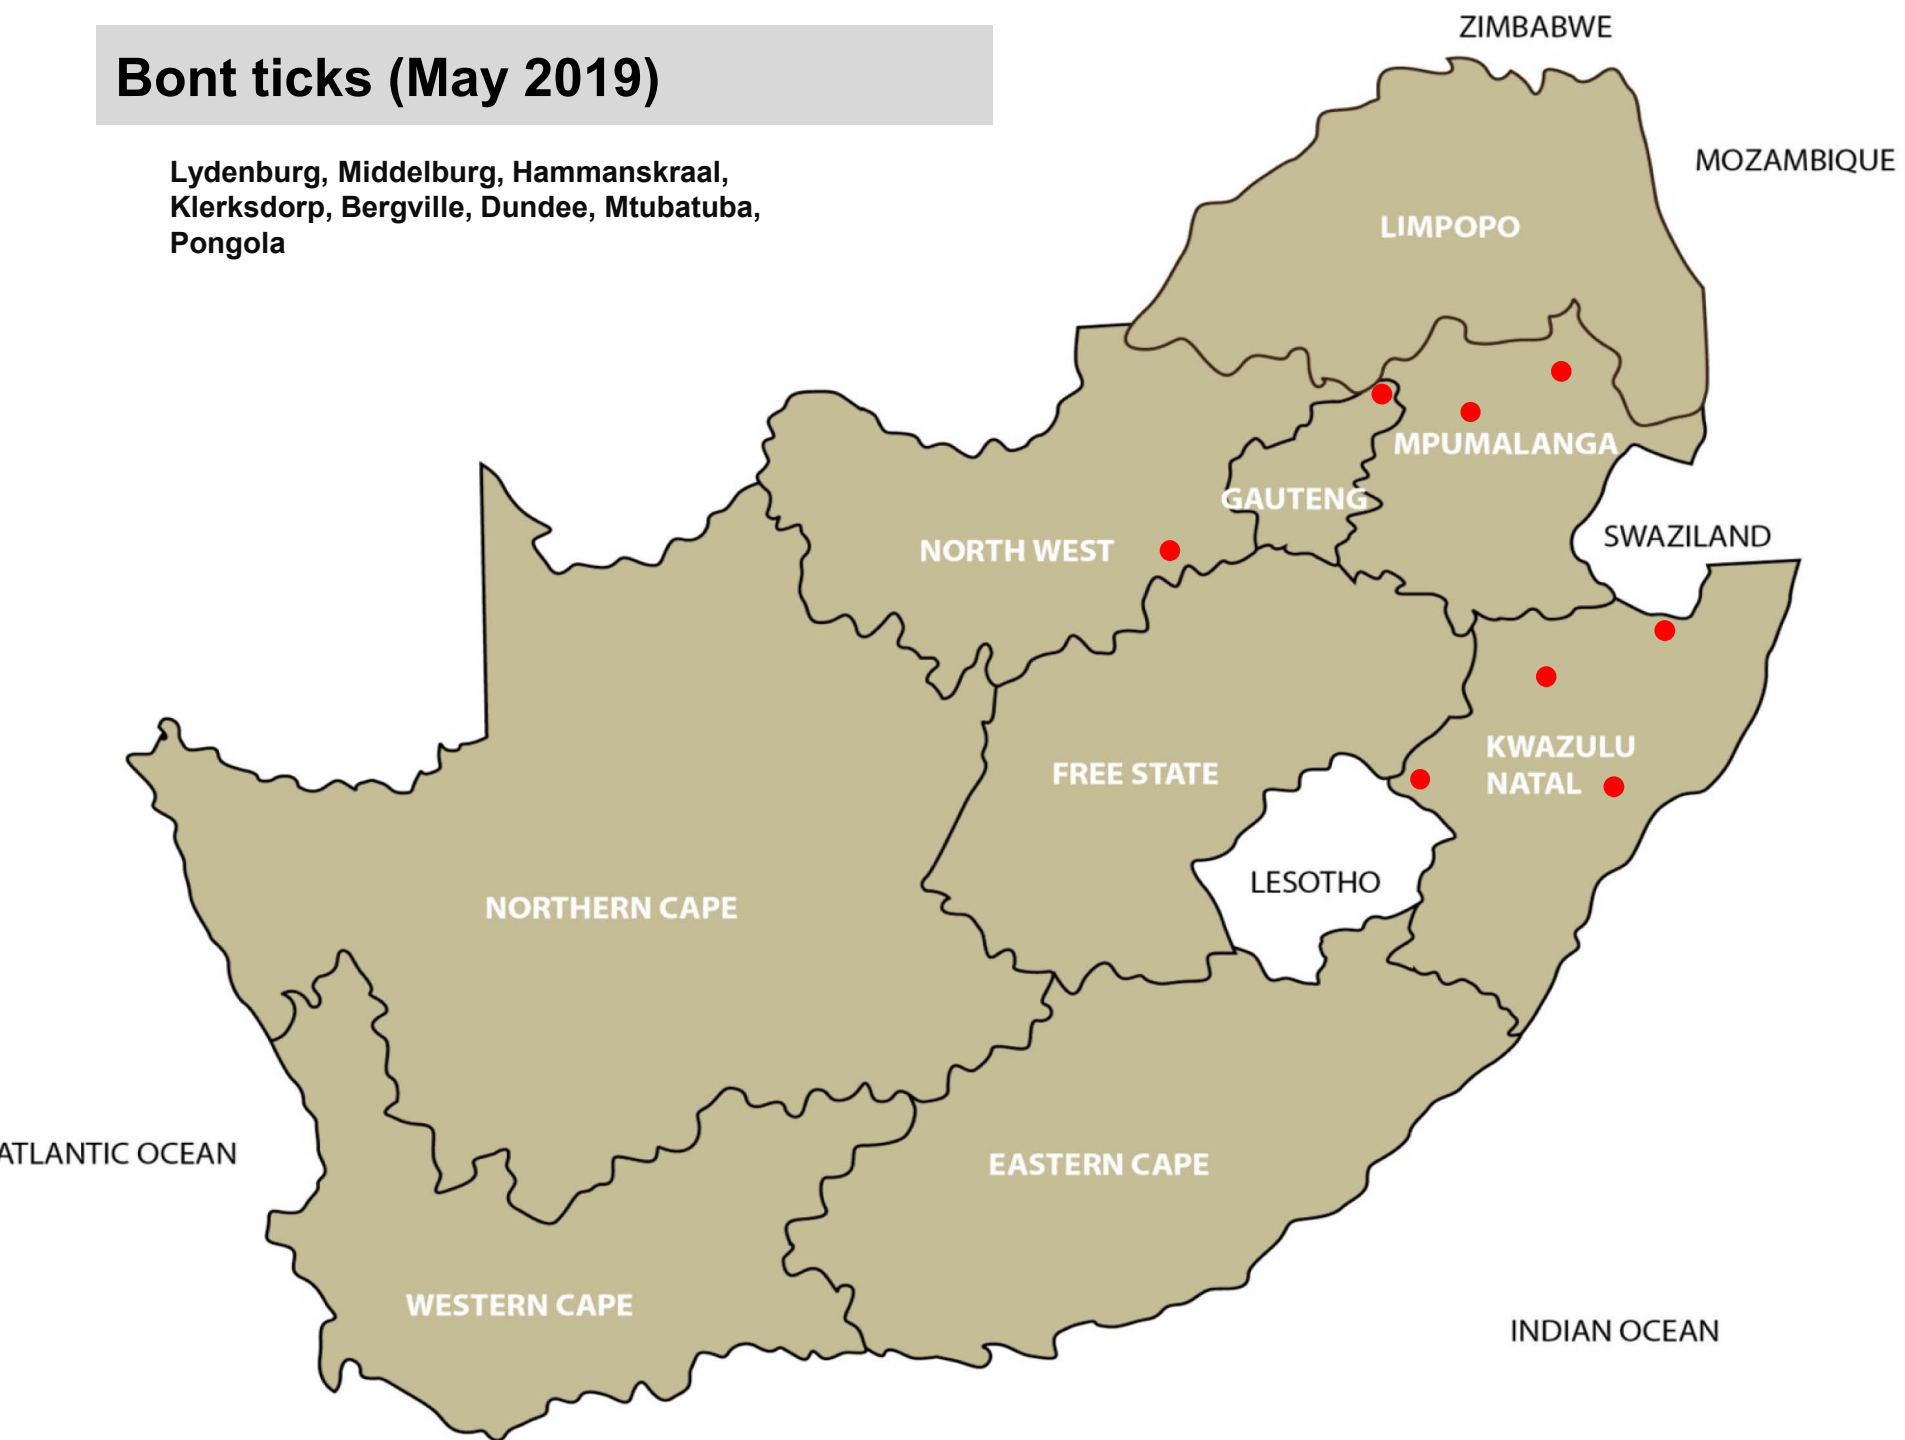 Bont ticks (May 2019)
Lydenburg, Middelburg, Hammanskraal,
Klerksdorp, Bergville, Dundee, Mtubatuba,
Pongola
ZIMBABWE
MOZAMBIQUE
LIMPOPO
MPUMALANGA
GAUTENG
SWAZILAND
NORTH WEST
KWAZULU
NATAL
FREE STATE
LESOTHO
NORTHERN CAPE
ATLANTIC OCEAN
EASTERN CAPE
WESTERN CAPE
INDIAN OCEAN